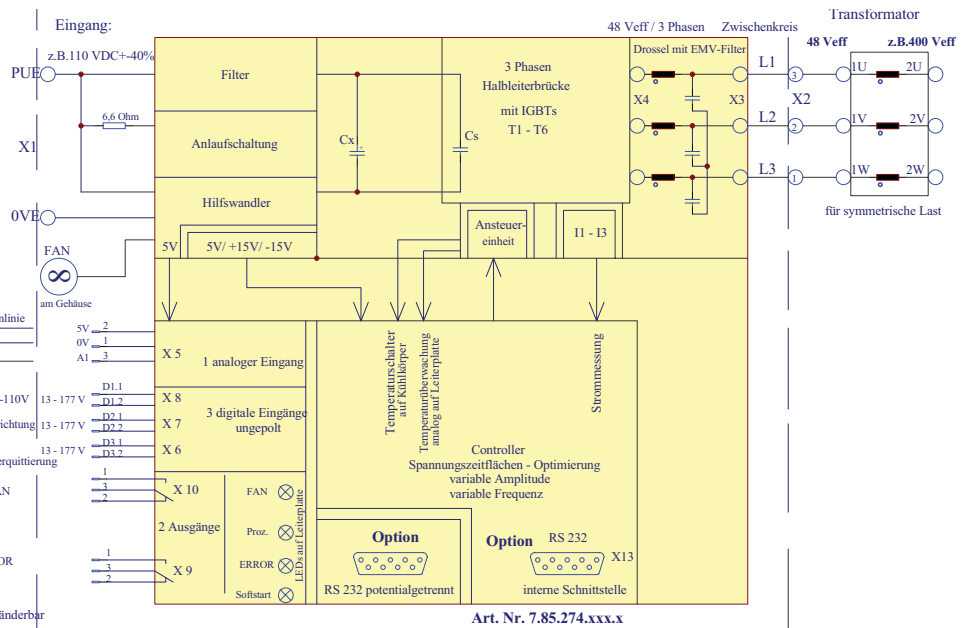 Eingang:
48 Veff / 3 Phasen
Zwischenkreis
Transformator
48 Veff
z.B.400 Veff
z.B.110 VDC+-40%
PUE
Filter
3 Phasen
Halbleiterbrücke
mit IGBTs
T1 - T6
Drossel mit EMV-Filter
X4
X3
L1
3
X2
1U
2U
6,6 Ohm
X1
Anlaufschaltung
Cx
+
Cs
L2
2
1V
2V
L3
1
1W
2W
Hilfswandler
0VE
für symmetrische Last
Ansteuer-
einheit
I1 - I3
5V
5V/ +15V/ -15V
FAN
am Gehäuse
nlinie
5V
2
0V
1
A1
3
X 5
1 analoger Eingang
Temperaturschalter
auf Kühlkörper
Temperaturüberwachung
analog auf Leiterplatte
Strommessung
-110V
13 - 177 V
D1.1
D1.2
X 8
3 digitale Eingänge
ungepolt
ichtung
13 - 177 V
D2.1
D2.2
X 7
13 - 177 V
D3.1
D3.2
X 6
erquittierung
Controller
Spannungszeitflächen - Optimierung
variable Amplitude
variable Frequenz
AN
1
3
2
X 10
2 Ausgänge
FAN
Proz.
ERROR
Softstart
LEDs auf Leiterplatte
OR
1
3
2
X 9
Option
RS 232 potentialgetrennt
Option
RS 232
X13
interne Schnittstelle
änderbar
Art. Nr. 7.85.274.xxx.x